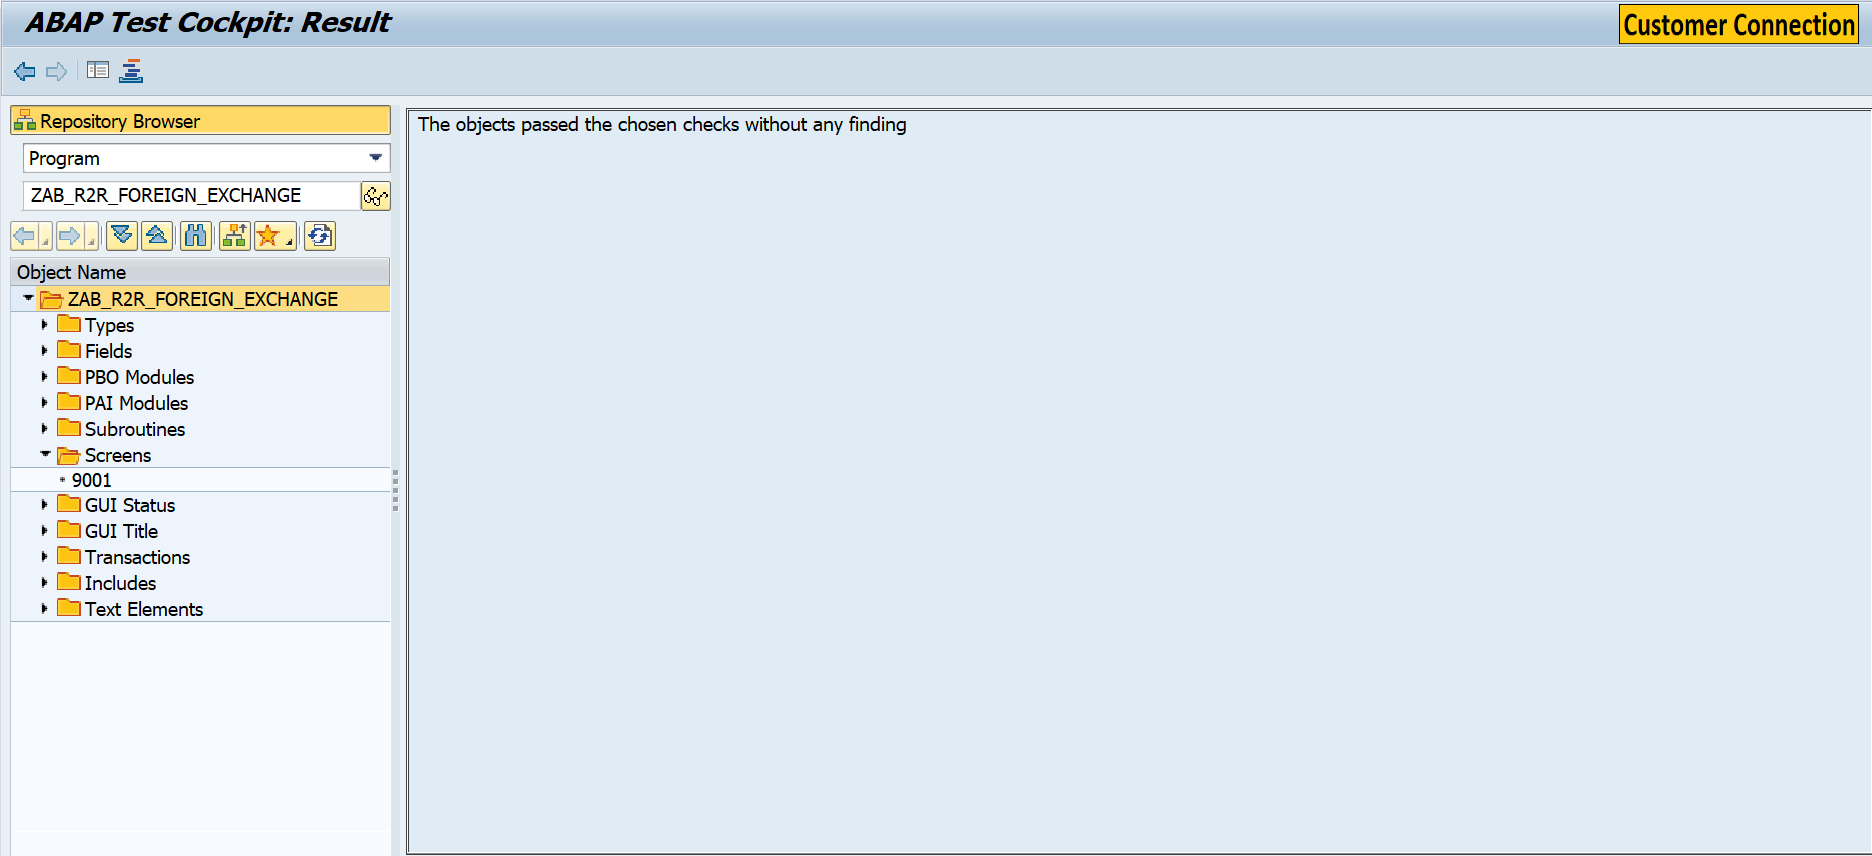 ABAP Test Cockpit: Result
Customer Connection
Repository Browser
Program
ZAB_R2R_FOREIGN_EXCHANGE
Object Name
ZAB_R2R_FOREIGN_EXCHANGE
Types
Fields
PBO Modules
PAI Modules
Subroutines
Screens
9001
GUI Status
GUI Title
Transactions
Includes
Text Elements
The objects passed the chosen checks without any finding